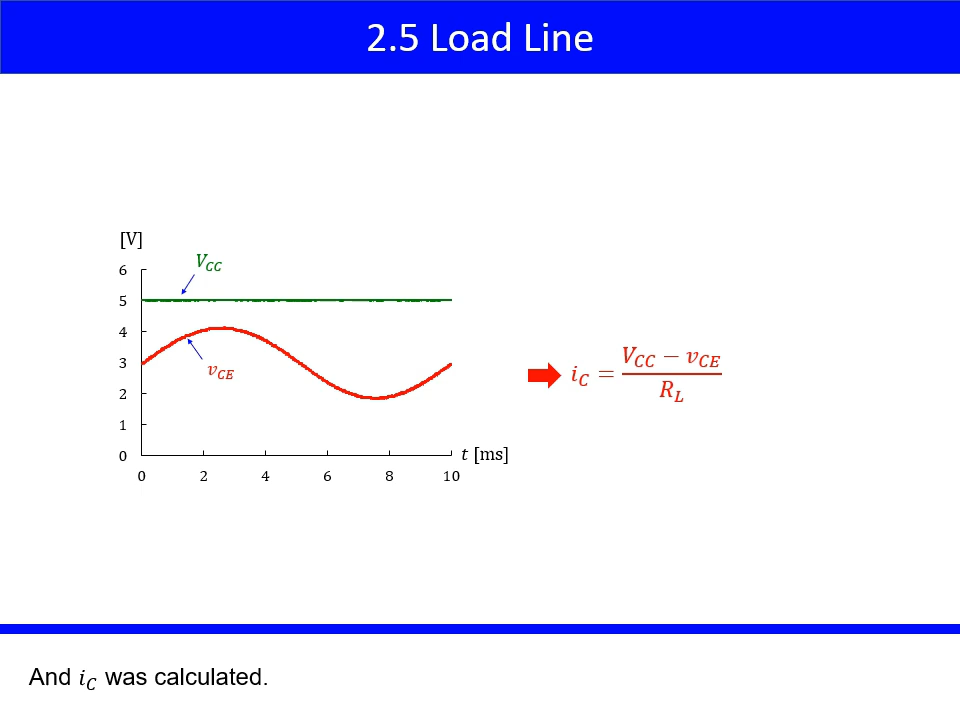 2.5 Load Line
[V]
V_CC
6
5
4
3
2
1
0
v_CE
0 2 4 6 8 10
t [ms]
i_C = (V_CC − v_CE) / R_L
And i_C was calculated.